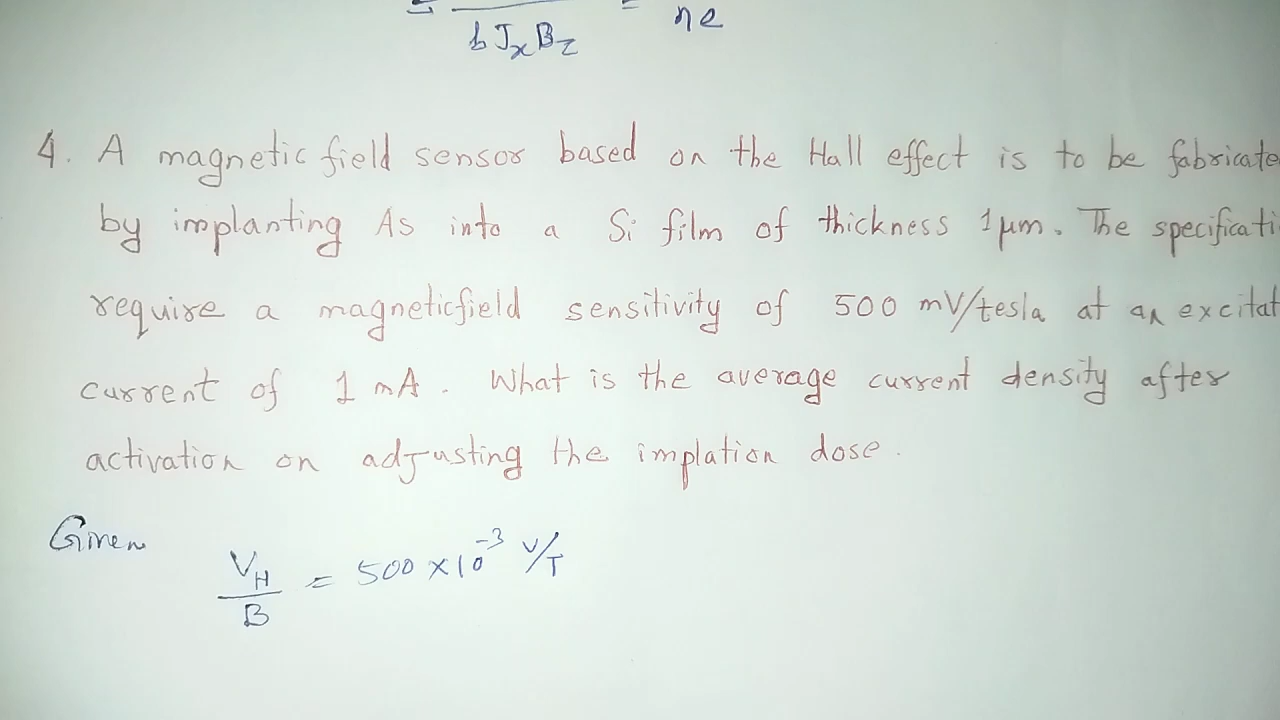 = bJxBz = ne
4. A magnetic field sensor based on the Hall effect is to be fabricate
by implanting As into a Si film of thickness 1 μm. The specificati
require a magneticfield sensitivity of 500 mV/tesla at an excitat
current of 1 mA. What is the average current density after
activation on adjusting the implation dose.
Given
V_H/B = 500 × 10^-3 V/T